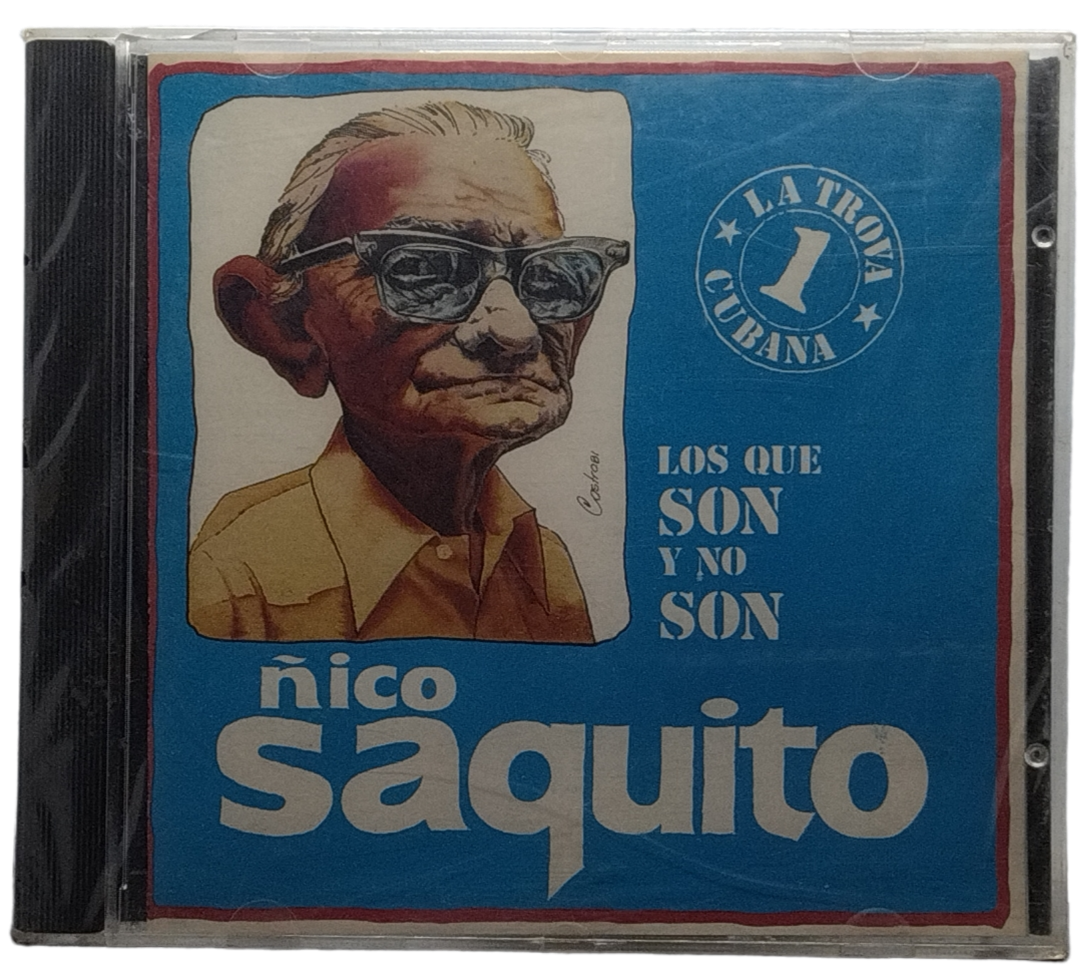 LA TROVA
1
CUBANA
LOS QUE
SON
Y NO
SON
ñico
saquito